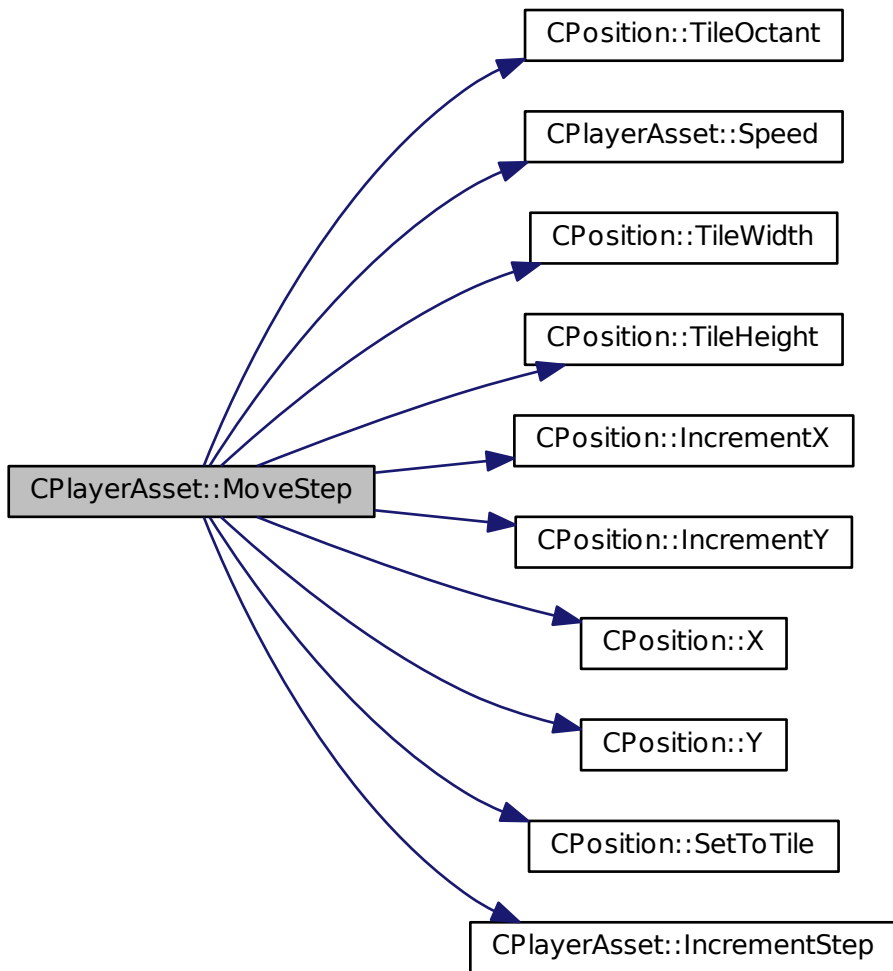 CPosition::TileOctant
CPlayerAsset::Speed
CPosition::TileWidth
CPosition::TileHeight
CPosition::IncrementX
CPlayerAsset::MoveStep
CPosition::IncrementY
CPosition::X
CPosition::Y
CPosition::SetToTile
CPlayerAsset::IncrementStep